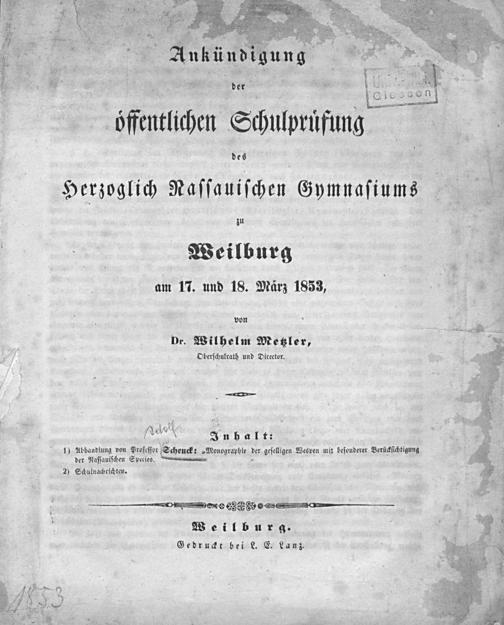 Ankündigung
der
öffentlichen Schulprüfung
des
Herzoglich Nassauischen Gymnasiums
zu
Weilburg
am 17. und 18. März 1853,
von
Dr. Wilhelm Metzler,
Oberschulrath und Director.
Inhalt:
1) Abhandlung von Professor Schenck: „Monographie der geselligen Wespen mit besonderer Berücksichtigung
der Nassauischen Species.
2) Schulnachrichten.
Weilburg.
Gedruckt bei L. E. Lanz.
1853